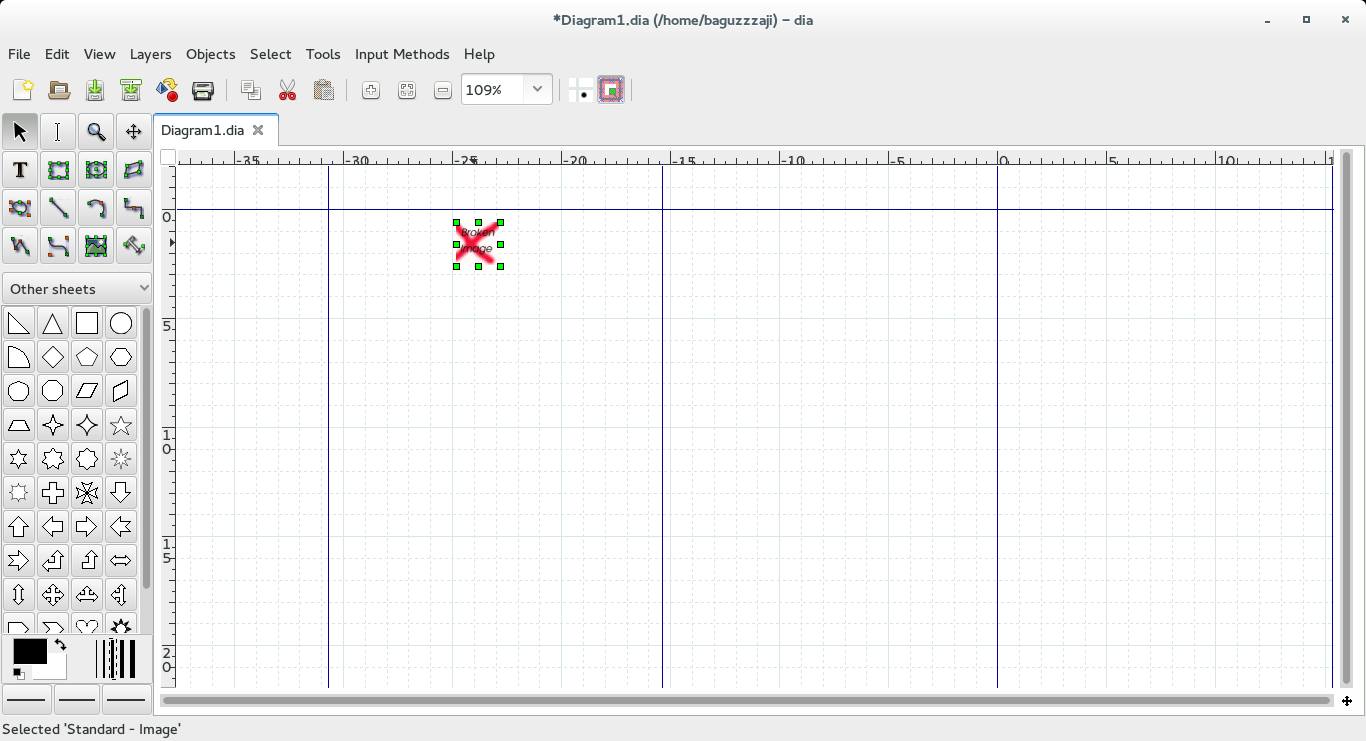 *Diagram1.dia (/home/baguzzzaji) – dia
File Edit View Layers Objects Select Tools Input Methods Help
109%
Diagram1.dia
-35 -30 -25 -20 -15 -10 -5 0 5 10 1
T
0
Broken
Image
Other sheets
5
10
15
20
Selected 'Standard - Image'